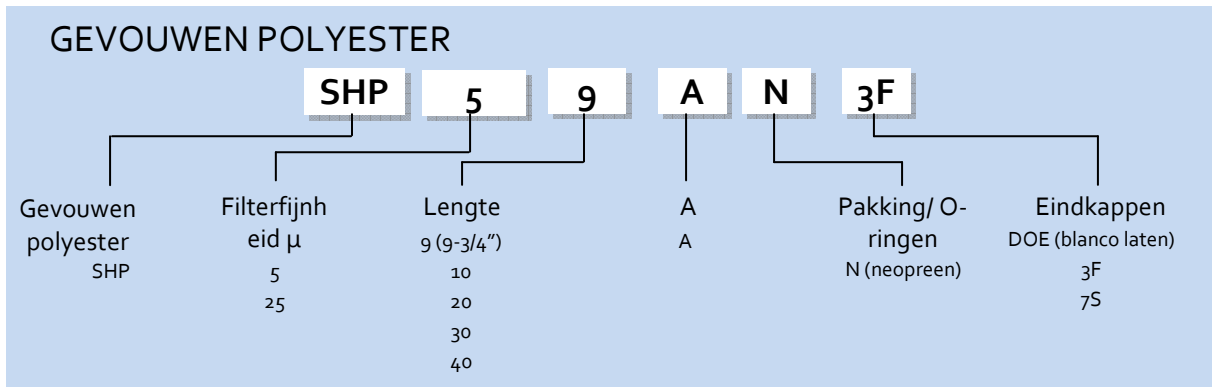 GEVOUWEN POLYESTER
SHP 5 9 A N 3F
Gevouwen
polyester
SHP
Filterfijnh
eid µ
5
25
Lengte
9 (9-3/4”)
10
20
30
40
A
A
Pakking/ O-
ringen
N (neopreen)
Eindkappen
DOE (blanco laten)
3F
7S